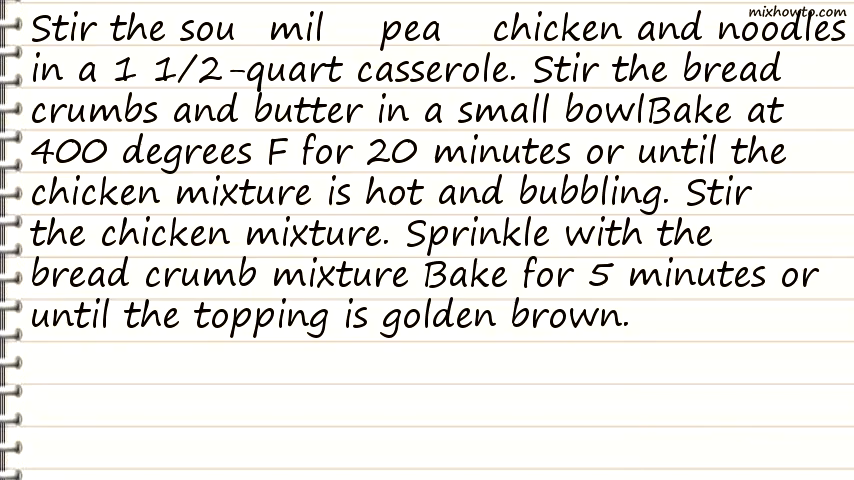 mixhowto.com
Stir the sou mil pea chicken and noodles
in a 1 1/2-quart casserole. Stir the bread
crumbs and butter in a small bowlBake at
400 degrees F for 20 minutes or until the
chicken mixture is hot and bubbling. Stir
the chicken mixture. Sprinkle with the
bread crumb mixture Bake for 5 minutes or
until the topping is golden brown.